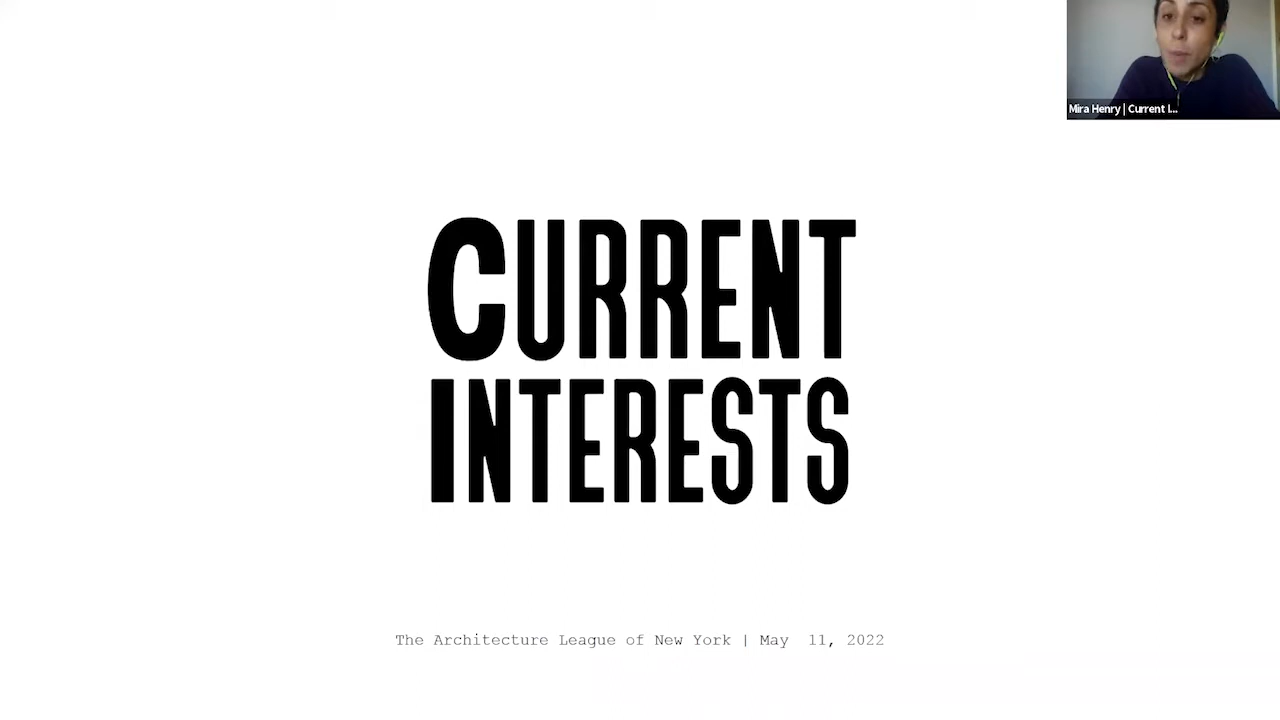 Mira Henry | Current I...
CURRENT
INTERESTS
The Architecture League of New York | May 11, 2022